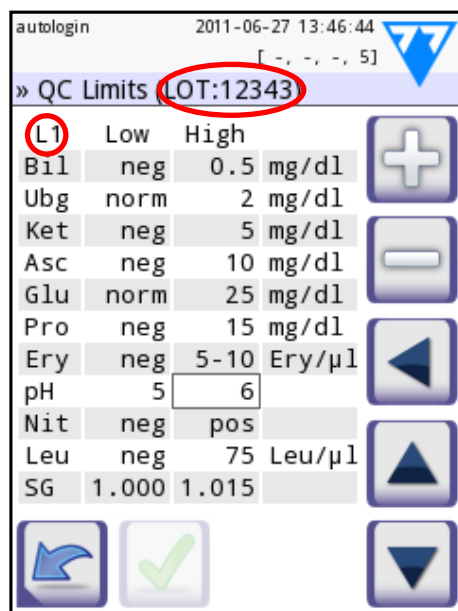 autologin 2011-06-27 13:46:44
[ -, -, -, 5]
» QC Limits (LOT:12343)
L1 Low High
Bil neg 0.5 mg/dl
Ubg norm 2 mg/dl
Ket neg 5 mg/dl
Asc neg 10 mg/dl
Glu norm 25 mg/dl
Pro neg 15 mg/dl
Ery neg 5-10 Ery/µl
pH 5 6
Nit neg pos
Leu neg 75 Leu/µl
SG 1.000 1.015